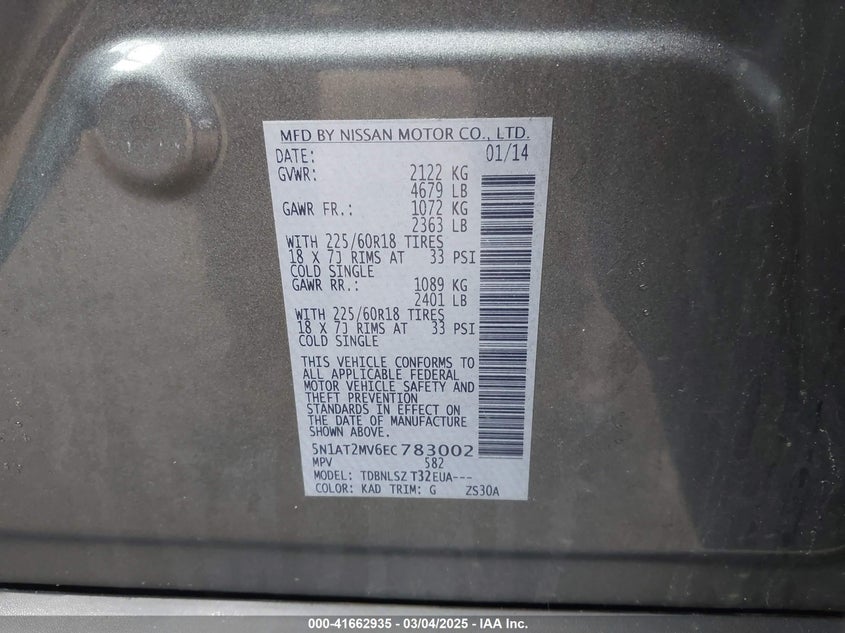 MFD BY NISSAN MOTOR CO., LTD.
DATE: 01/14
GVWR: 2122 KG
4679 LB
GAWR FR.: 1072 KG
2363 LB
WITH 225/60R18 TIRES
18 X 7J RIMS AT 33 PSI
COLD SINGLE
GAWR RR.: 1089 KG
2401 LB
WITH 225/60R18 TIRES
18 X 7J RIMS AT 33 PSI
COLD SINGLE
THIS VEHICLE CONFORMS TO
ALL APPLICABLE FEDERAL
MOTOR VEHICLE SAFETY AND
THEFT PREVENTION
STANDARDS IN EFFECT ON
THE DATE OF MANUFACTURE
SHOWN ABOVE.
5N1AT2MV6EC783002
MPV 582
MODEL: TDBNLSZ T32EUA---
COLOR: KAD TRIM: G ZS30A
000-41662935 - 03/04/2025 - IAA Inc.